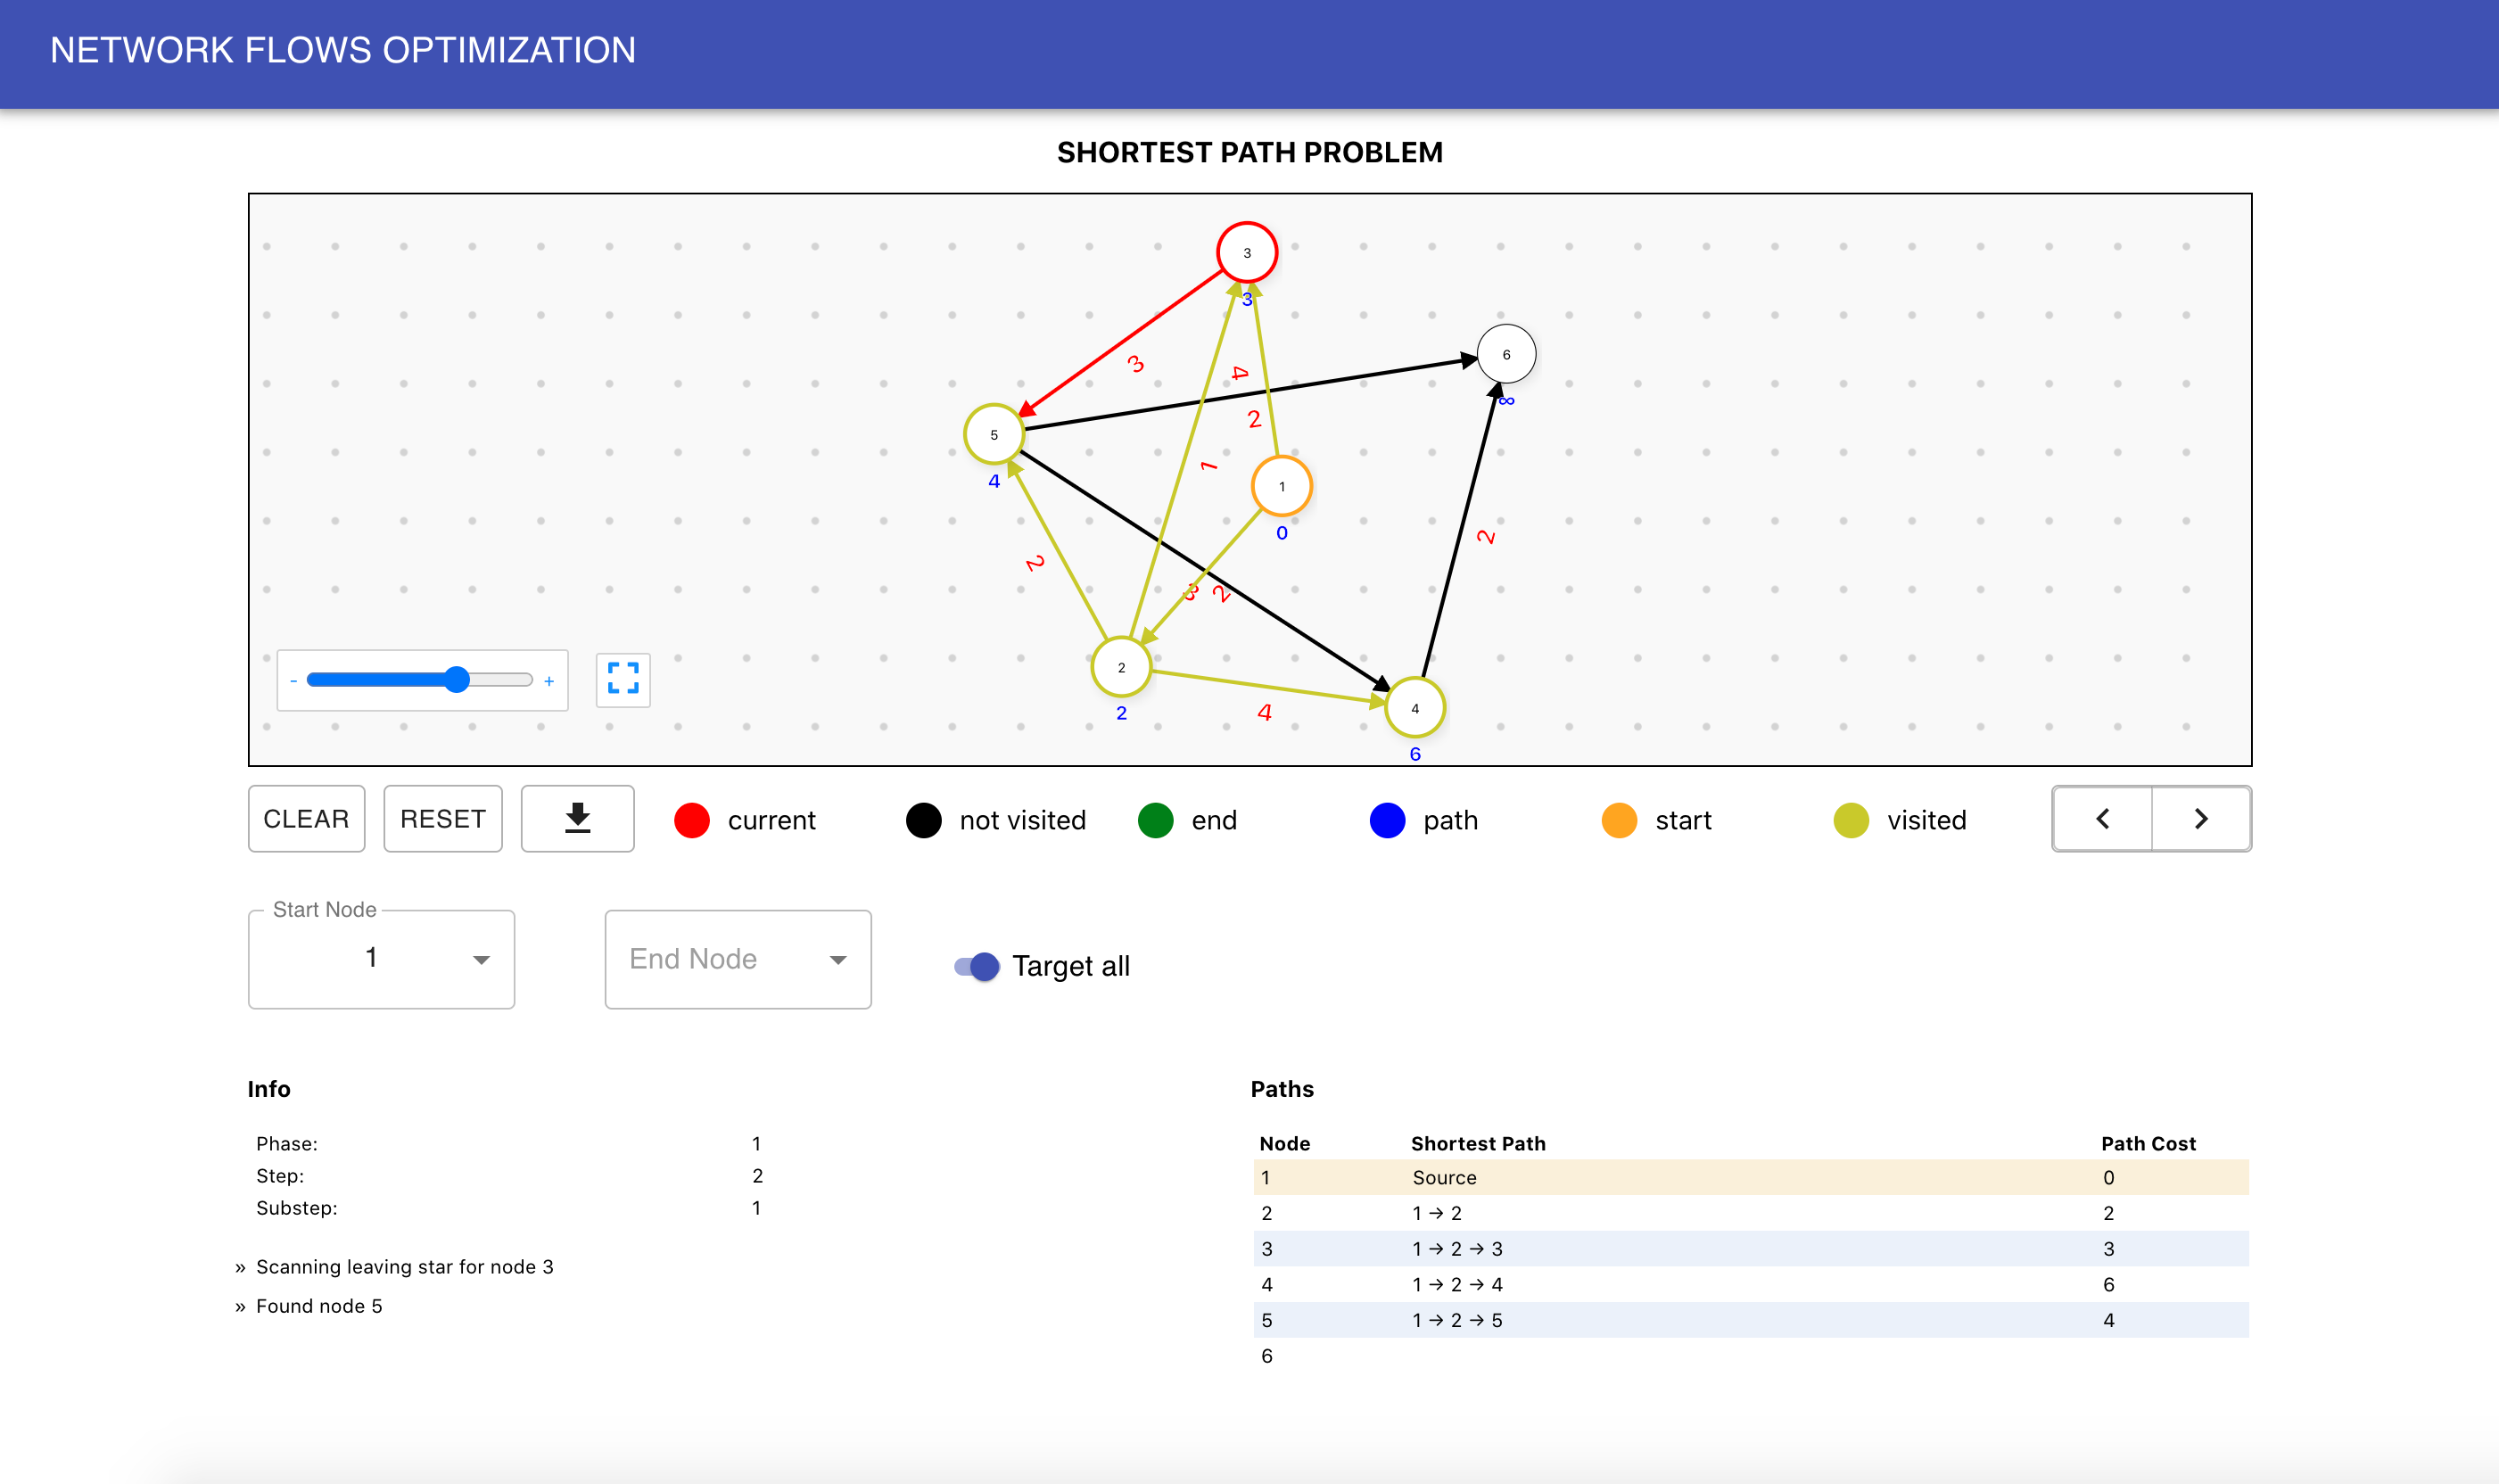 NETWORK FLOWS OPTIMIZATION
SHORTEST PATH PROBLEM
3
3
3
4
6
∞
2
5
4
1
1
0
2
2
3
2
2
2
4
4
6
- +
CLEAR RESET current not visited end path start visited
Start Node
1
End Node
Target all
Info
Phase: 1
Step: 2
Substep: 1
» Scanning leaving star for node 3
» Found node 5
Paths
Node Shortest Path Path Cost
1 Source 0
2 1 → 2 2
3 1 → 2 → 3 3
4 1 → 2 → 4 6
5 1 → 2 → 5 4
6